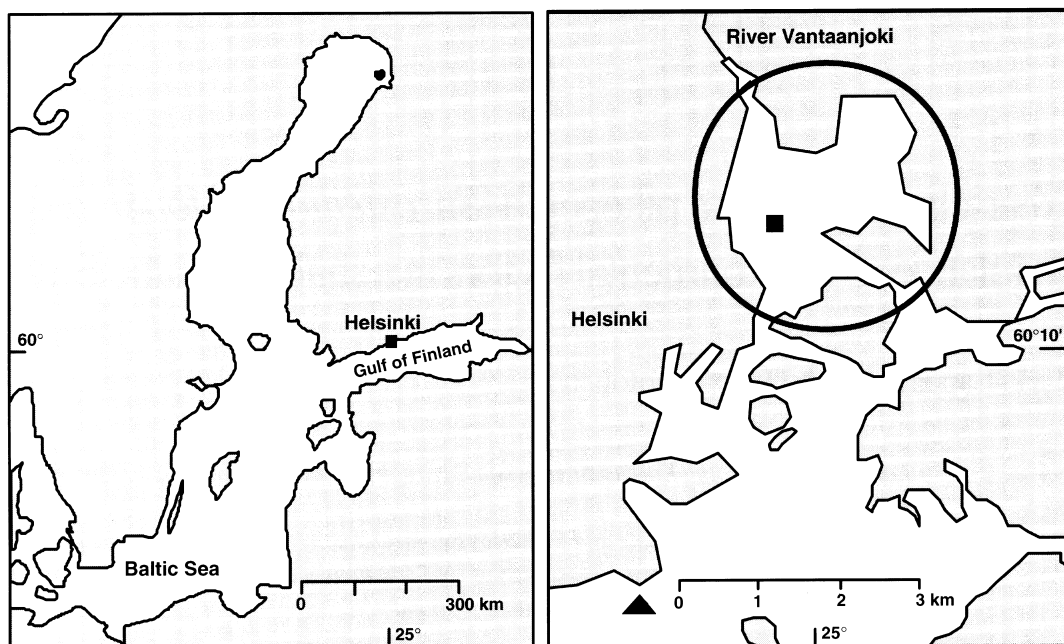 Helsinki
60°
Gulf of Finland
Baltic Sea
0 300 km
25°
River Vantaanjoki
Helsinki
60°10'
0 1 2 3 km
25°